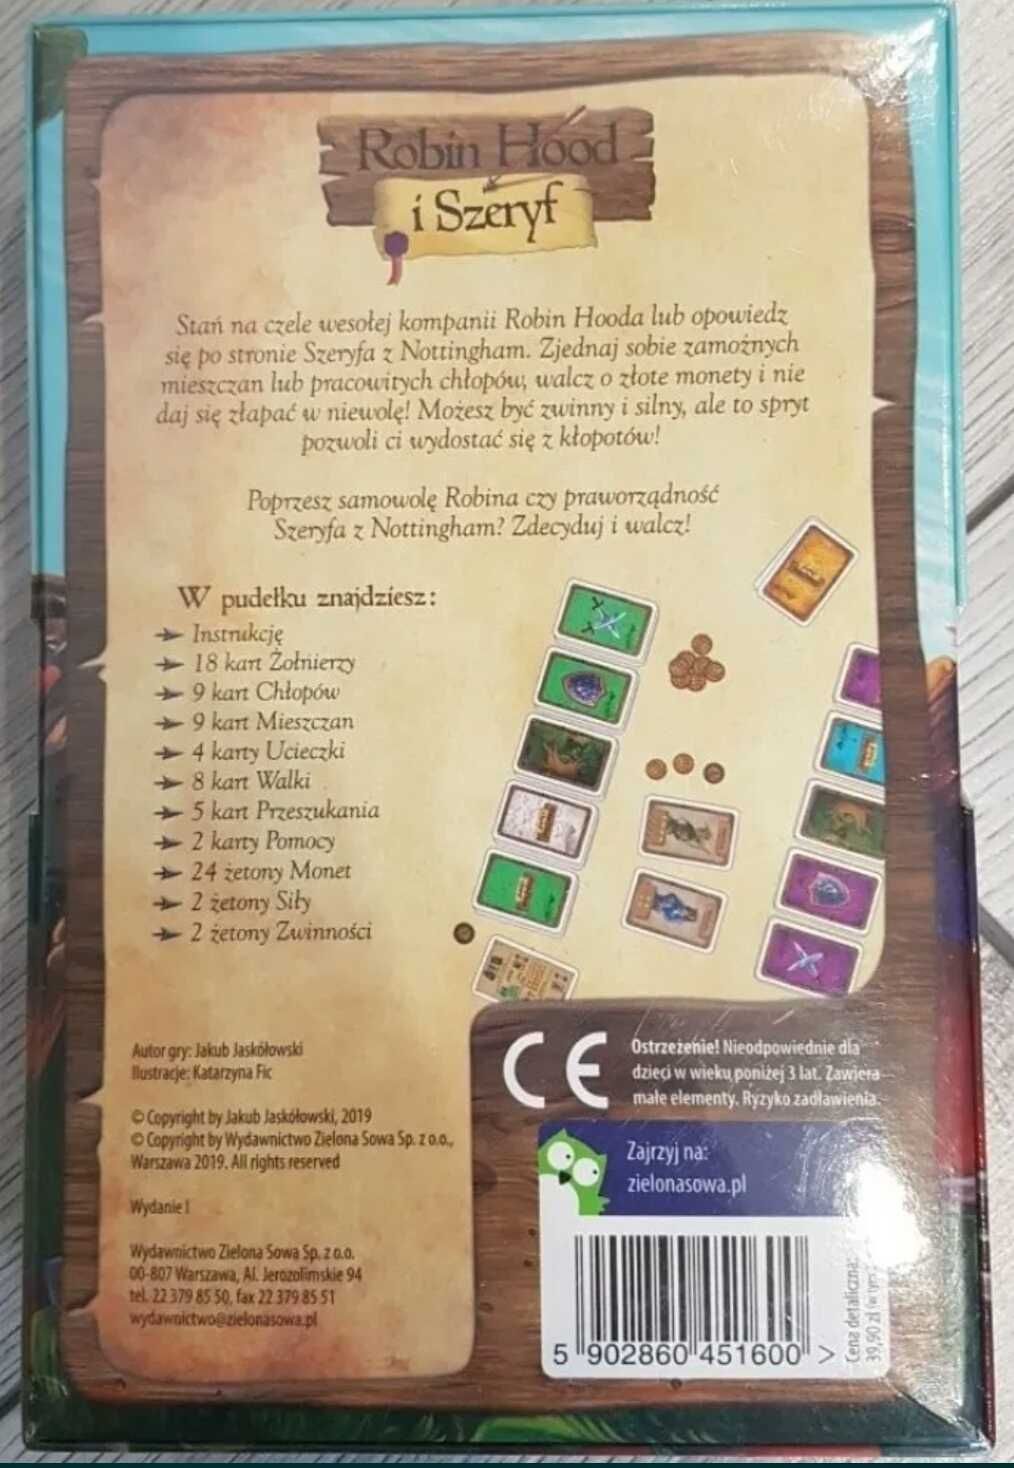 Robin Hood
i Szeryf
Stań na czele wesołej kompanii Robin Hooda lub opowiedz
się po stronie Szeryfa z Nottingham. Zjednaj sobie zamożnych
mieszczan lub pracowitych chłopów, walcz o złote monety i nie
daj się złapać w niewolę! Możesz być zwinny i silny, ale to spryt
pozwoli ci wydostać się z kłopotów!
Poprzesz samowolę Robina czy praworządność
Szeryfa z Nottingham? Zdecyduj i walcz!
W pudełku znajdziesz:
Instrukcję
18 kart Żołnierzy
9 kart Chłopów
9 kart Mieszczan
4 karty Ucieczki
8 kart Walki
5 kart Przeszukania
2 karty Pomocy
24 żetony Monet
2 żetony Siły
2 żetony Zwinności
Autor gry: Jakub Jaskółowski
Ilustracje: Katarzyna Fic
© Copyright by Jakub Jaskółowski, 2019
© Copyright by Wydawnictwo Zielona Sowa Sp. z o.o.,
Warszawa 2019. All rights reserved
Wydanie I
Wydawnictwo Zielona Sowa Sp. z o.o.
00-807 Warszawa, Al. Jerozolimskie 94
tel. 22 379 85 50, fax 22 379 85 51
wydawnictwo@zielonasowa.pl
CE
Ostrzeżenie! Nieodpowiednie dla
dzieci w wieku poniżej 3 lat. Zawiera
małe elementy. Ryzyko zadławienia.
Zajrzyj na:
zielonasowa.pl
5 902860 451600 >
Cena detaliczna:
39,90 zł (w tym